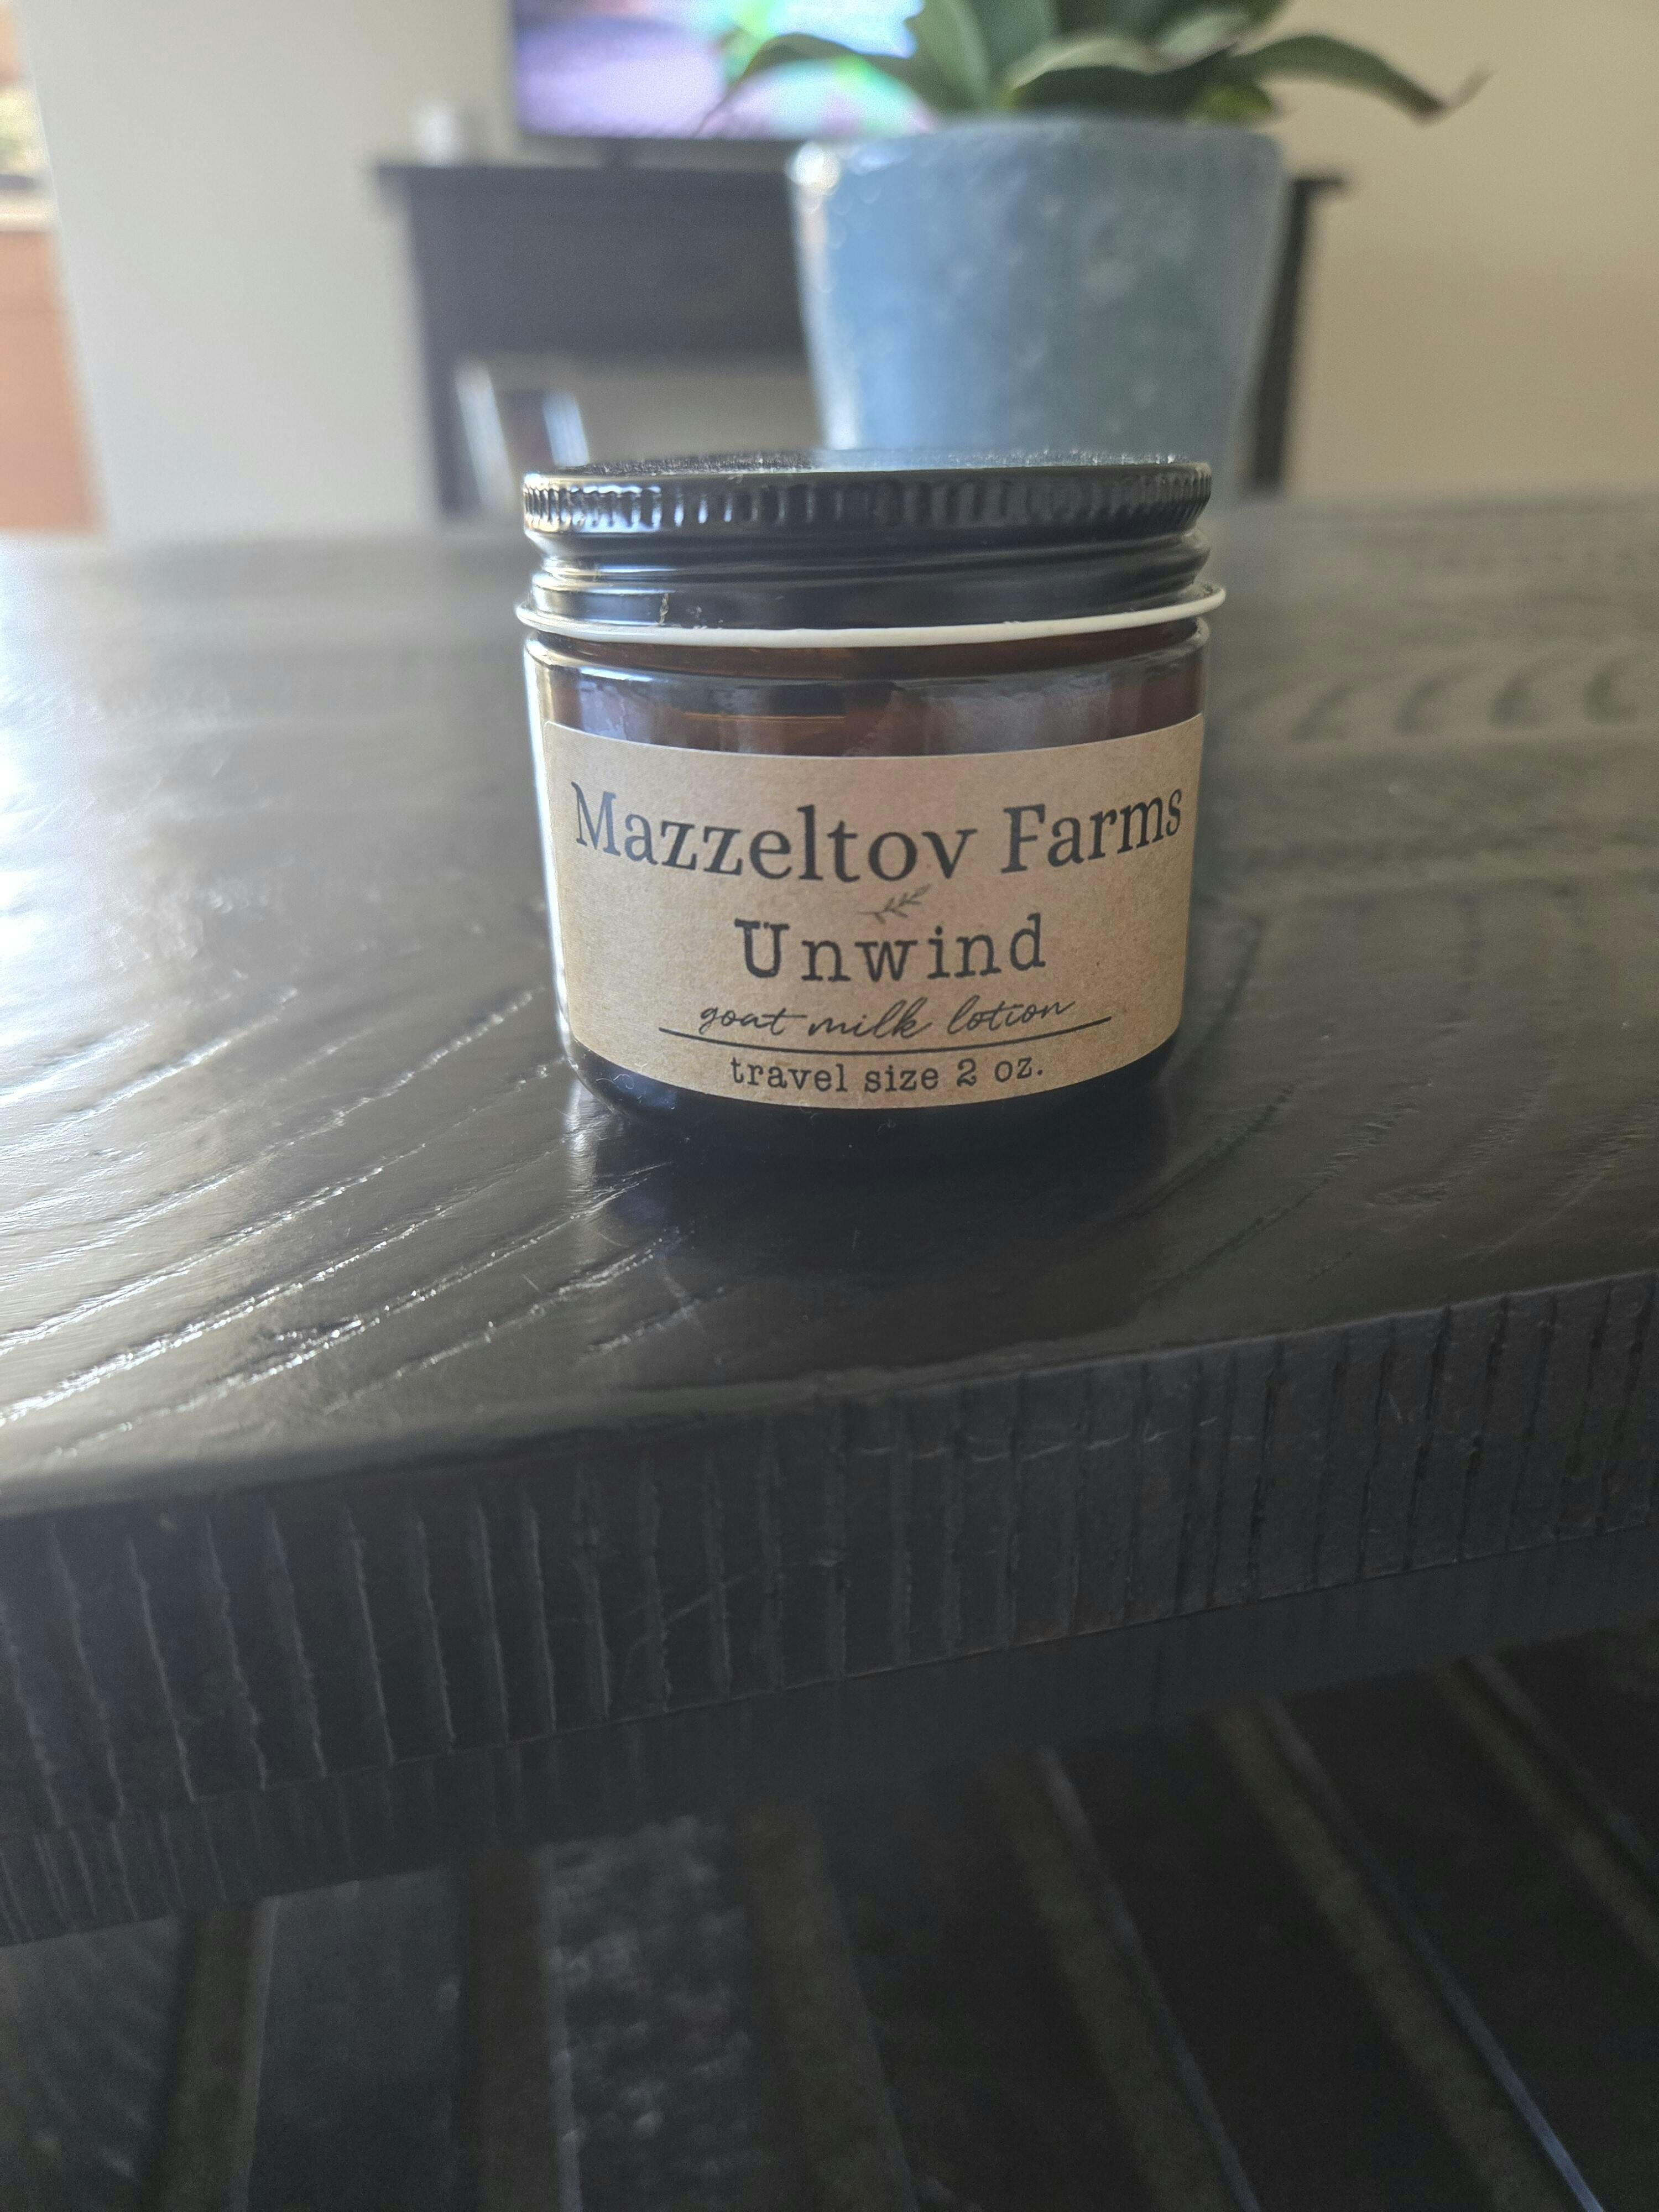 Mazzeltov Farms
Unwind
goat milk lotion
travel size 2 oz.